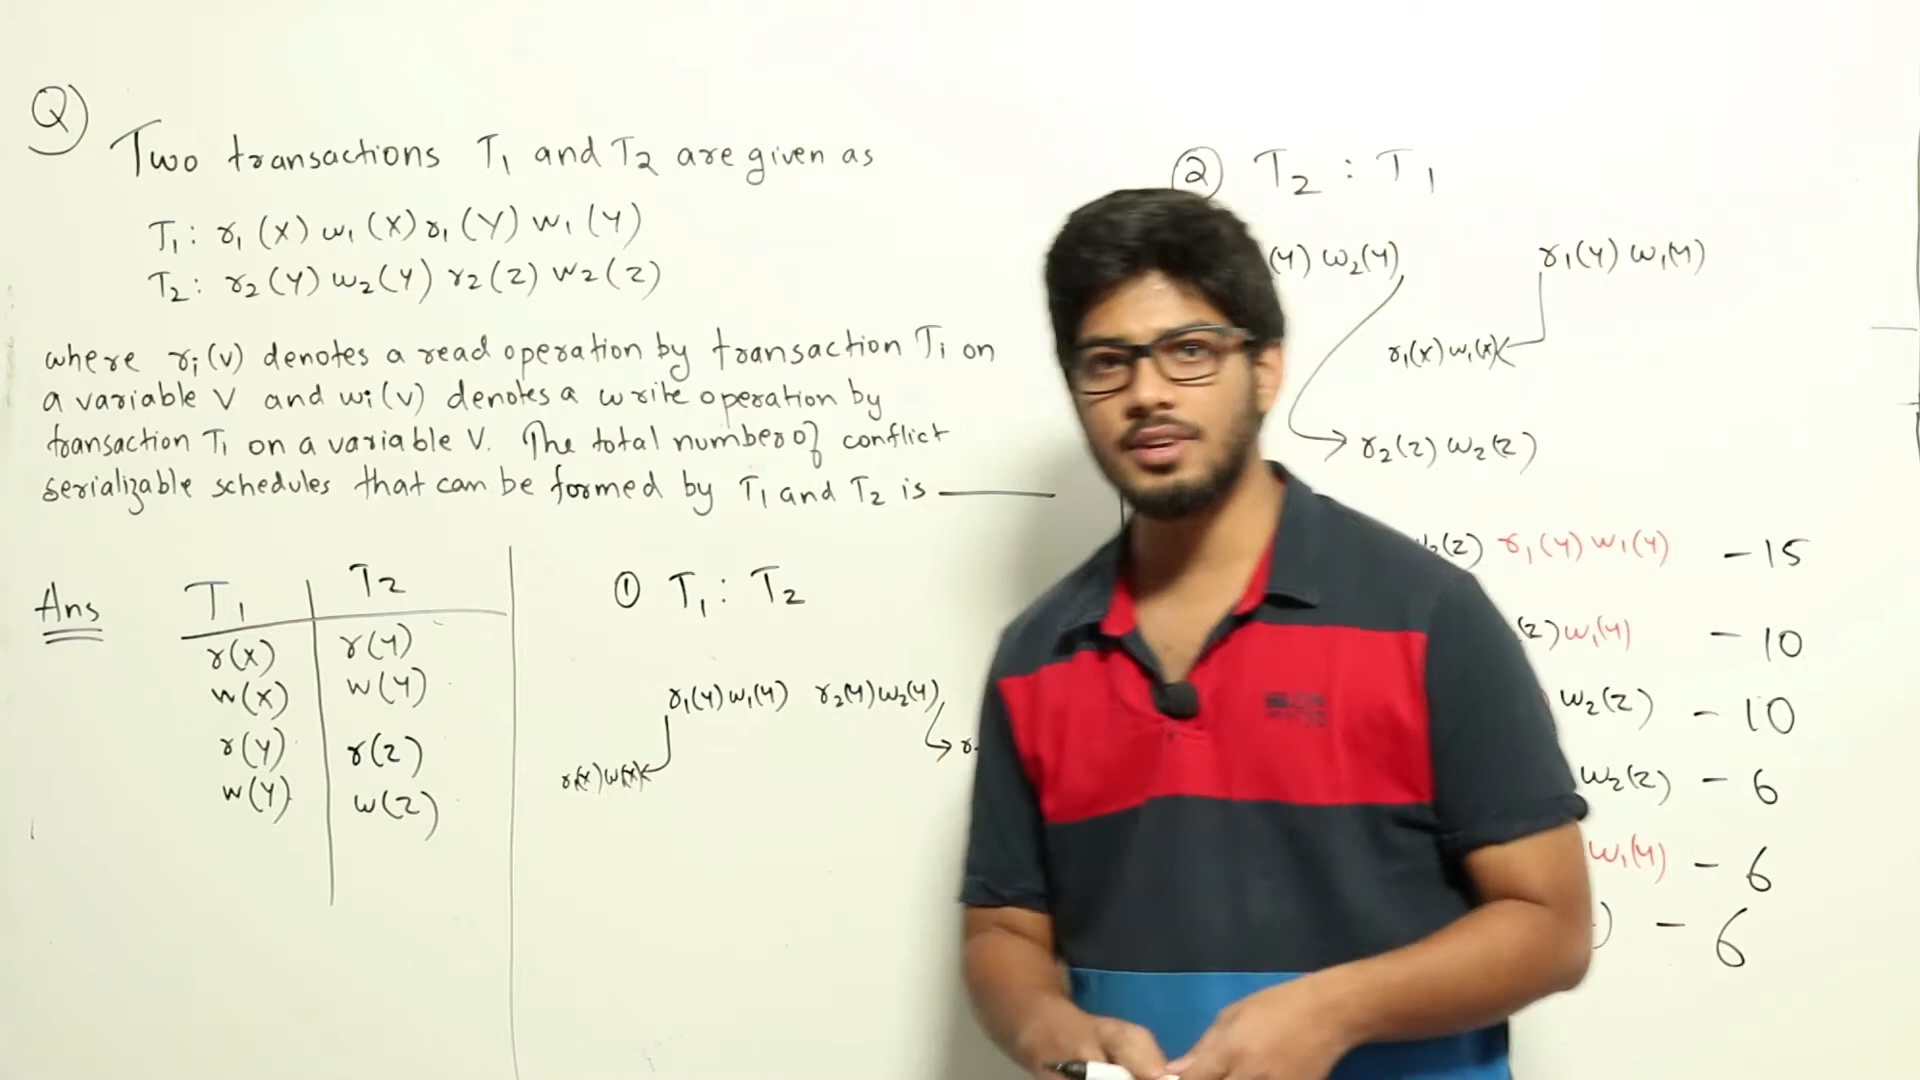 Q)
Two transactions T1 and T2 are given as
T1: r1(X) w1(X) r1(Y) w1(Y)
T2: r2(Y) w2(Y) r2(Z) w2(Z)
where ri(v) denotes a read operation by transaction Ti on
a variable V and wi(v) denotes a write operation by
transaction Ti on a variable V. The total number of conflict
serializable schedules that can be formed by T1 and T2 is
Ans
T1 T2
r(X) r(Y)
w(X) w(Y)
r(Y) r(Z)
w(Y) w(Z)
① T1 : T2
r1(Y) w1(Y) r2(Y) w2(Y)
r1(X) w1(X)
② T2 : T1
(Y) w2(Y) r1(Y) w1(Y)
r1(X) w1(X)
r2(Z) w2(Z)
(Z) r1(Y) w1(Y) - 15
(Z) w1(Y) - 10
w2(Z) - 10
w2(Z) - 6
w1(Y) - 6
) - 6